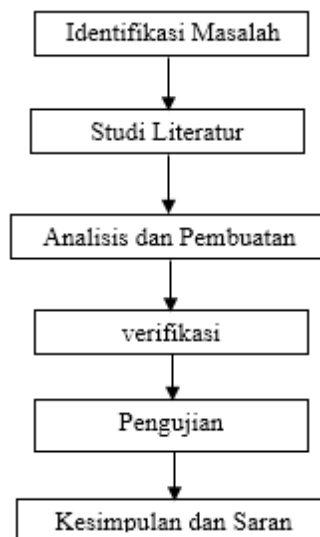 Identifikasi Masalah
Studi Literatur
Analisis dan Pembuatan
verifikasi
Pengujian
Kesimpulan dan Saran